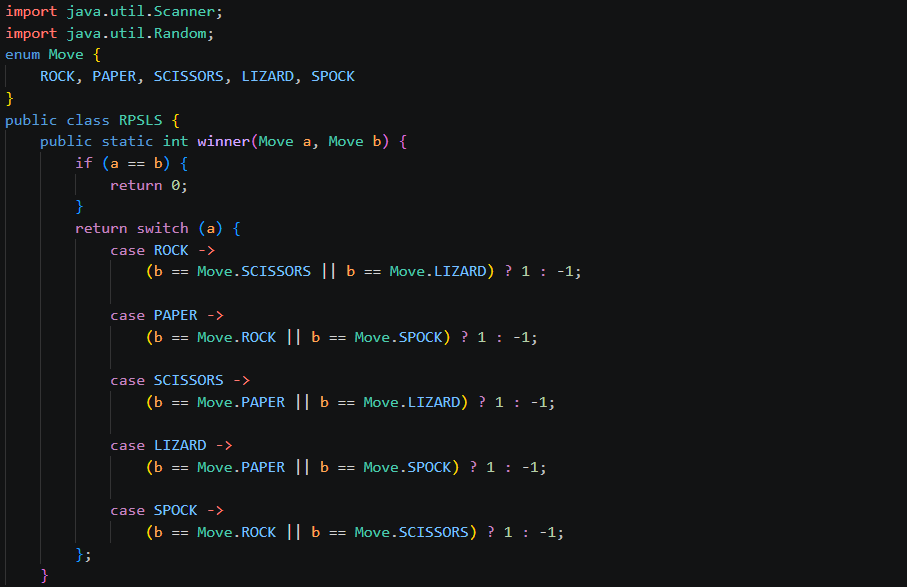 import java.util.Scanner;
import java.util.Random;
enum Move {
    ROCK, PAPER, SCISSORS, LIZARD, SPOCK
}
public class RPSLS {
    public static int winner(Move a, Move b) {
        if (a == b) {
            return 0;
        }
        return switch (a) {
            case ROCK ->
                (b == Move.SCISSORS || b == Move.LIZARD) ? 1 : -1;

            case PAPER ->
                (b == Move.ROCK || b == Move.SPOCK) ? 1 : -1;

            case SCISSORS ->
                (b == Move.PAPER || b == Move.LIZARD) ? 1 : -1;

            case LIZARD ->
                (b == Move.PAPER || b == Move.SPOCK) ? 1 : -1;

            case SPOCK ->
                (b == Move.ROCK || b == Move.SCISSORS) ? 1 : -1;
        };
    }